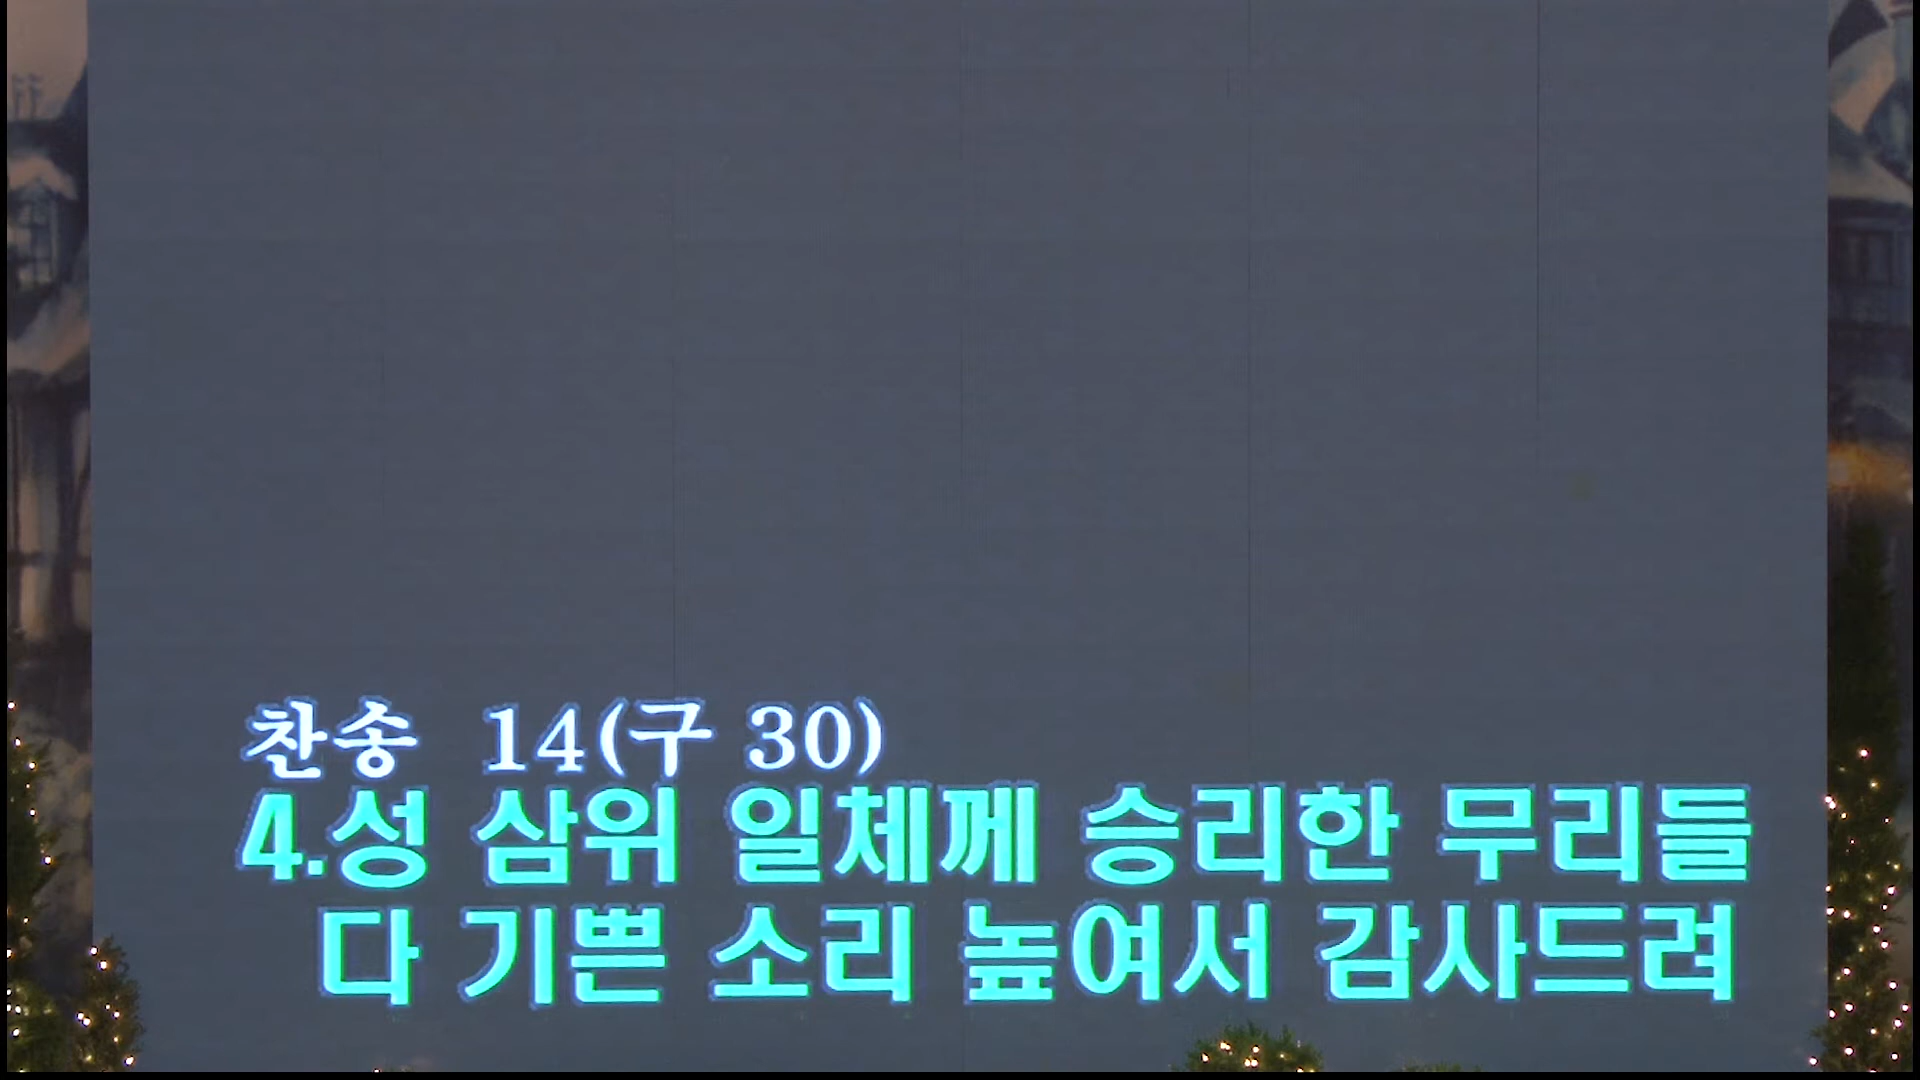 찬송 14(구 30)
4.성 삼위 일체께 승리한 무리들
다 기쁜 소리 높여서 감사드려